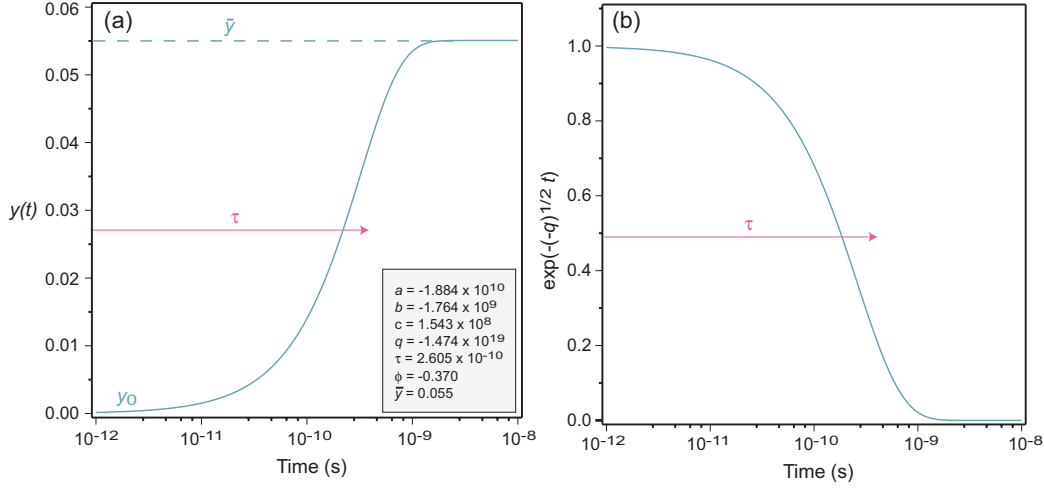 (a)
0.06
0.05
0.04
0.03
0.02
0.01
0.00
y(t)
ȳ
τ
y0
a = -1.884 x 10^10
b = -1.764 x 10^9
c = 1.543 x 10^8
q = -1.474 x 10^19
τ = 2.605 x 10^-10
ϕ = -0.370
ȳ = 0.055
10^-12 10^-11 10^-10 10^-9 10^-8
Time (s)
(b)
1.0
0.8
0.6
0.4
0.2
0.0
exp(-(-q)^1/2 t)
τ
10^-12 10^-11 10^-10 10^-9 10^-8
Time (s)